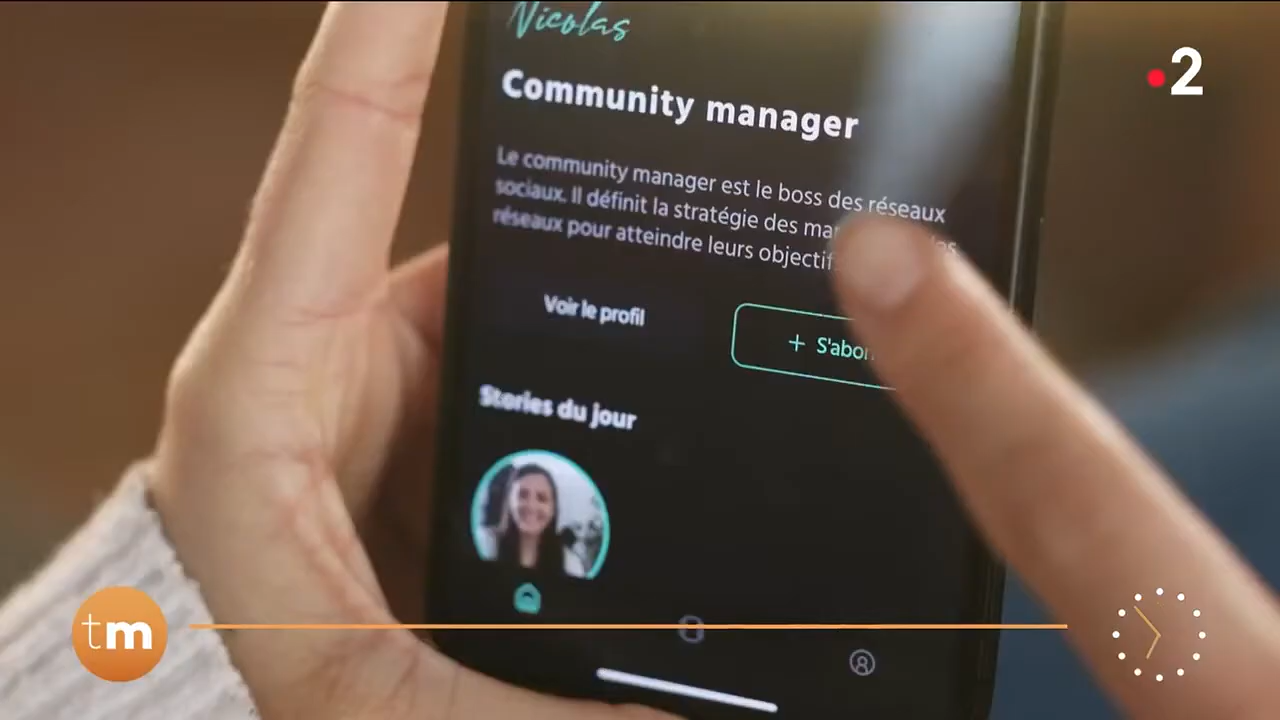 Nicolas
2
Community manager
Le community manager est le boss des réseaux
sociaux. Il définit la stratégie des
réseaux pour atteindre leurs
Voir le profil
+ S'abon
Stories du jour
tm